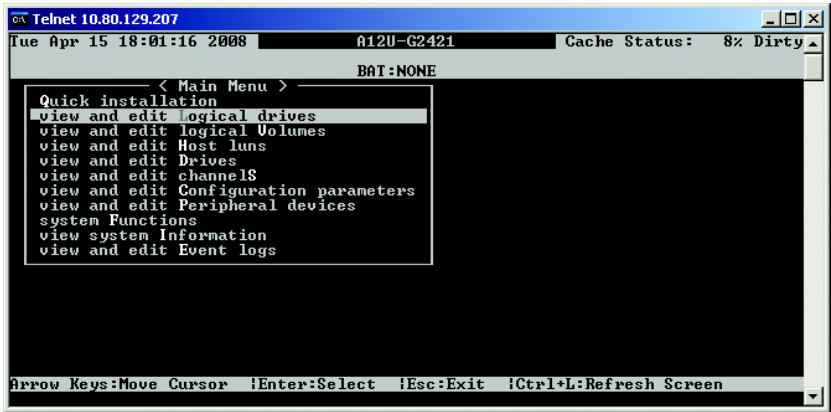 Telnet 10.80.129.207
Tue Apr 15 18:01:16 2008 A12U-G2421 Cache Status: 8% Dirty
BAT:NONE
< Main Menu >
Quick installation
view and edit Logical drives
view and edit logical Volumes
view and edit Host luns
view and edit Drives
view and edit channelS
view and edit Configuration parameters
view and edit Peripheral devices
system Functions
view system Information
view and edit Event logs
Arrow Keys:Move Cursor |Enter:Select |Esc:Exit |Ctrl+L:Refresh Screen